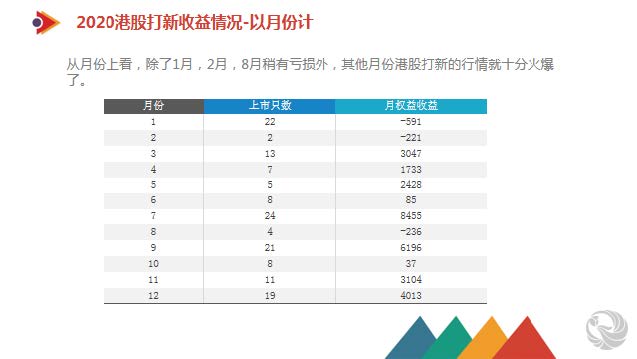 2020港股打新收益情况-以月份计
从月份上看，除了1月，2月，8月稍有亏损外，其他月份港股打新的行情就十分火爆
了。
月份 上市只数 月权益收益
1 22 -591
2 2 -221
3 13 3047
4 7 1733
5 5 2428
6 8 85
7 24 8455
8 4 -236
9 21 6196
10 8 37
11 11 3104
12 19 4013